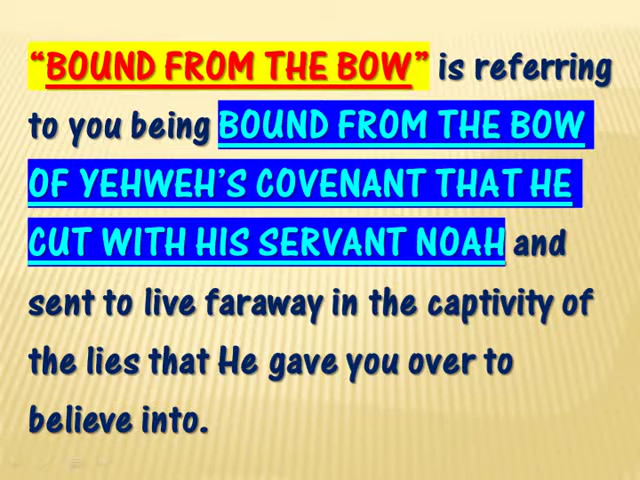 “BOUND FROM THE BOW” is referring
to you being BOUND FROM THE BOW
OF YEHWEH’S COVENANT THAT HE
CUT WITH HIS SERVANT NOAH and
sent to live faraway in the captivity of
the lies that He gave you over to
believe into.